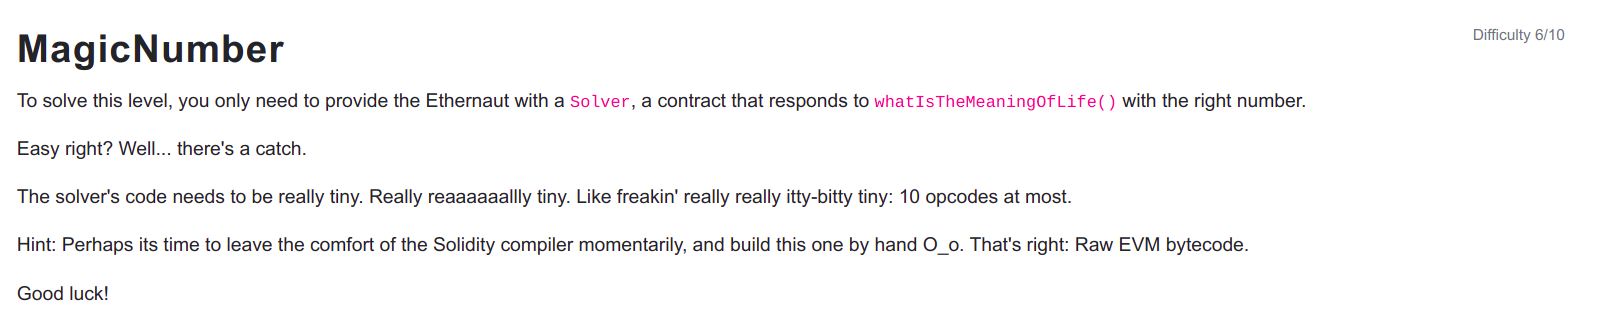 MagicNumber
Difficulty 6/10
To solve this level, you only need to provide the Ethernaut with a Solver, a contract that responds to whatIsTheMeaningOfLife() with the right number.
Easy right? Well... there's a catch.
The solver's code needs to be really tiny. Really reaaaaaallly tiny. Like freakin' really really itty-bitty tiny: 10 opcodes at most.
Hint: Perhaps its time to leave the comfort of the Solidity compiler momentarily, and build this one by hand O_o. That's right: Raw EVM bytecode.
Good luck!